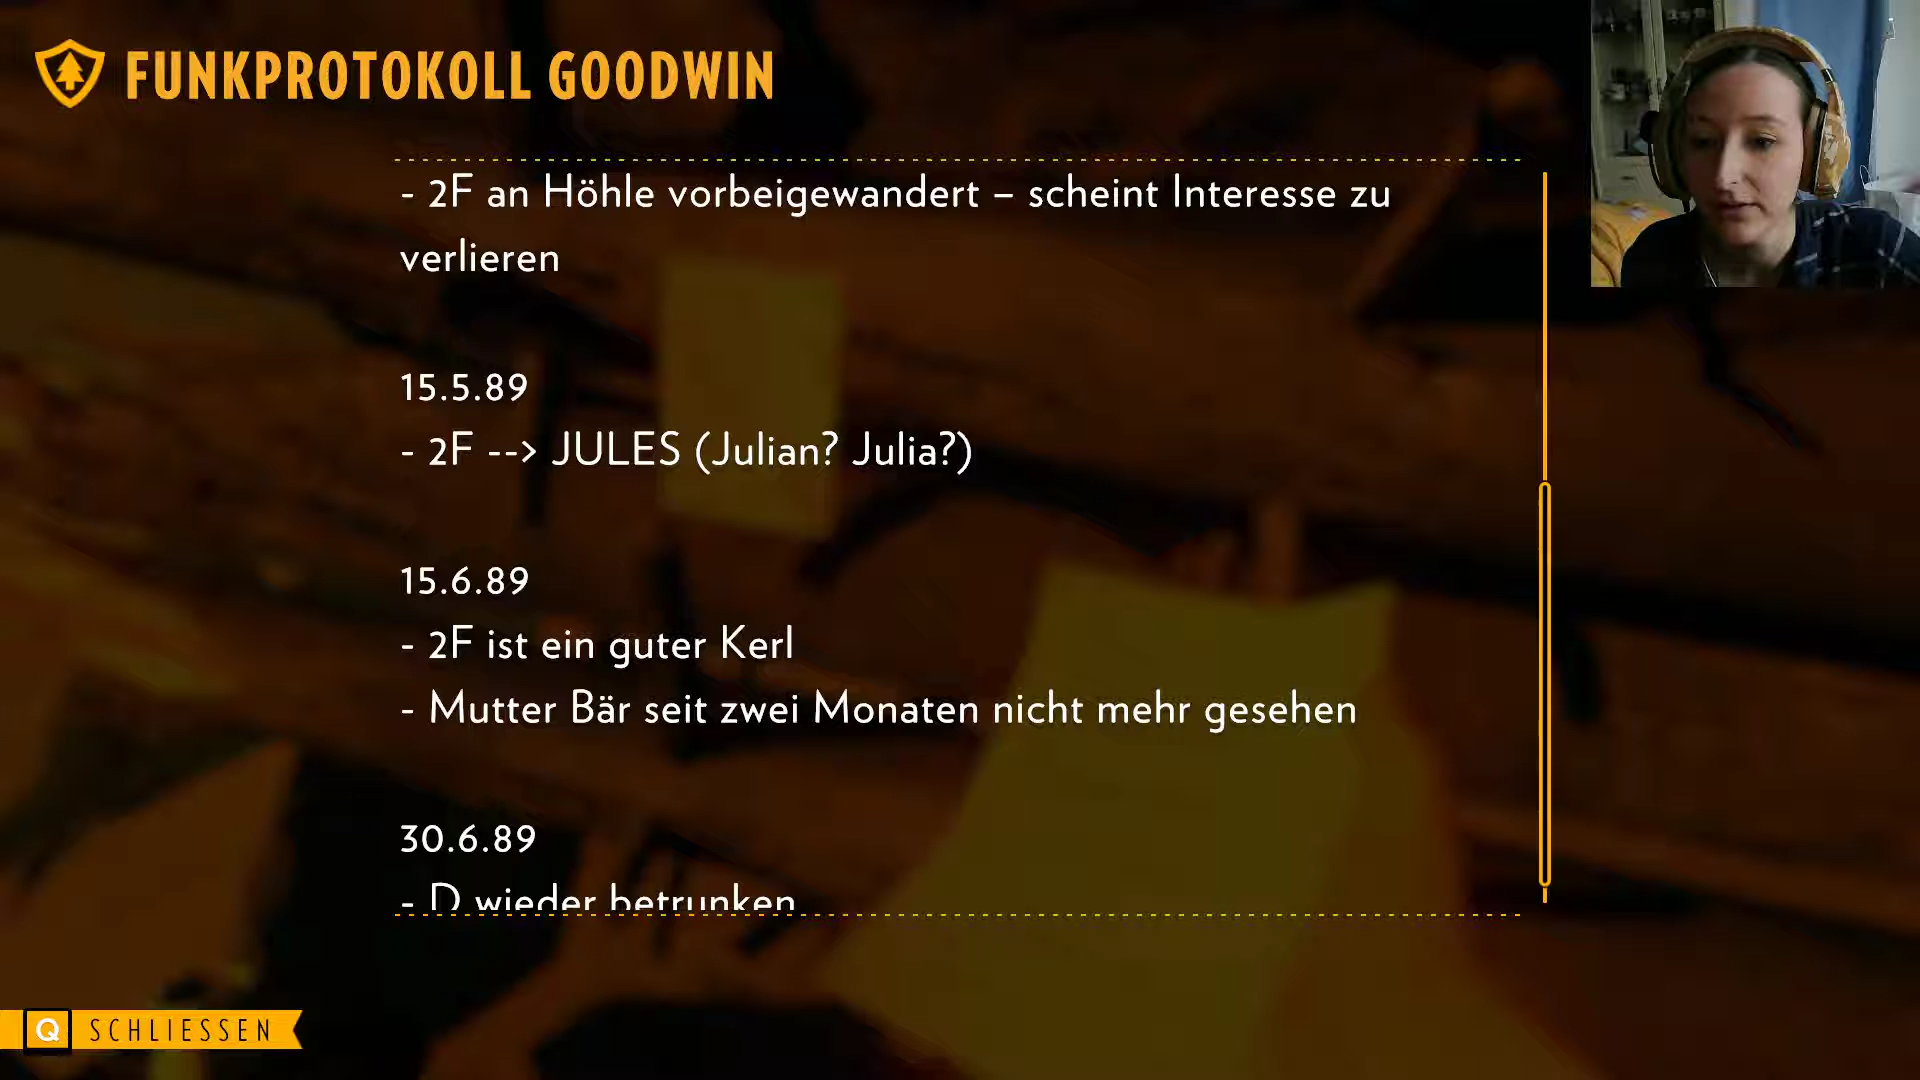 FUNKPROTOKOLL GOODWIN
- 2F an Höhle vorbeigewandert – scheint Interesse zu
verlieren
15.5.89
- 2F --> JULES (Julian? Julia?)
15.6.89
- 2F ist ein guter Kerl
- Mutter Bär seit zwei Monaten nicht mehr gesehen
30.6.89
- D wieder betrunken
Q SCHLIESSEN